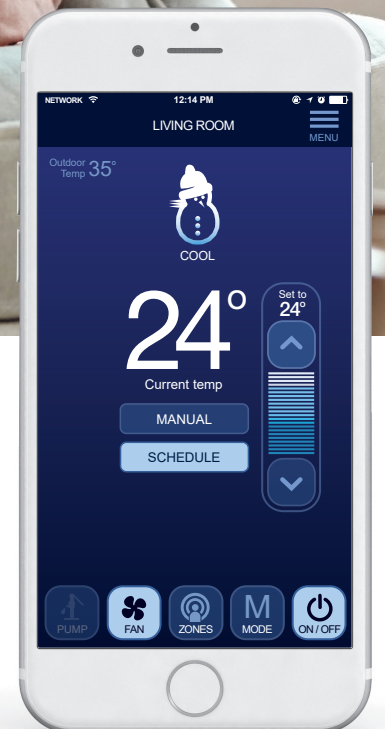 NETWORK 12:14 PM
LIVING ROOM
MENU
Outdoor
Temp 35°
COOL
24°
Current temp
Set to
24°
MANUAL
SCHEDULE
PUMP
FAN
ZONES
M
MODE
ON / OFF